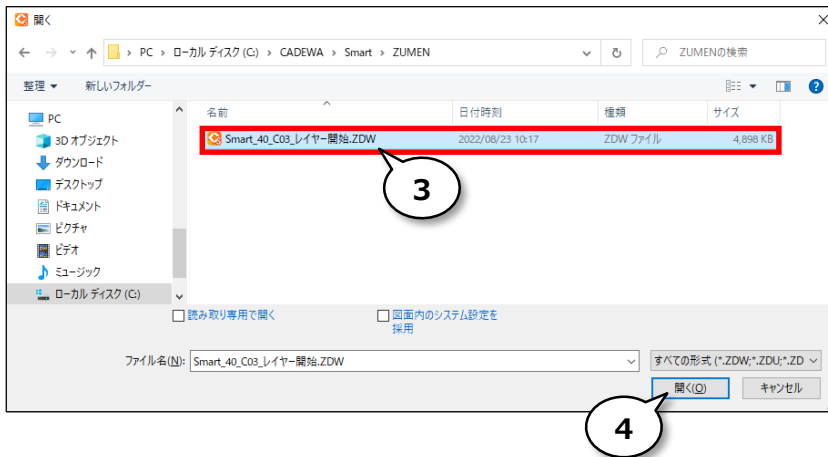 開く
PC › ローカル ディスク (C:) › CADEWA › Smart › ZUMEN
ZUMENの検索
整理
新しいフォルダー
名前 日付時刻 種類 サイズ
Smart_40_C03_レイヤー開始.ZDW 2022/08/23 10:17 ZDW ファイル 4,898 KB
3
PC
3D オブジェクト
ダウンロード
デスクトップ
ドキュメント
ピクチャ
ビデオ
ミュージック
ローカル ディスク (C:)
読み取り専用で開く
図面内のシステム設定を
採用
ファイル名(N): Smart_40_C03_レイヤー開始.ZDW
すべての形式 (*.ZDW;*.ZDU;*.ZD
開く(O) キャンセル
4